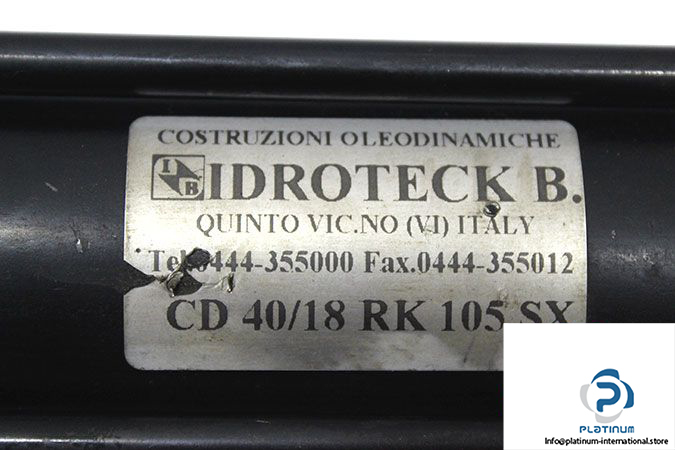 COSTRUZIONI OLEODINAMICHE
I B IDROTECK B.
QUINTO VIC.NO (VI) ITALY
Tel.0444-355000 Fax.0444-355012
CD 40/18 RK 105 SX
PLATINUM
info@platinum-international.store